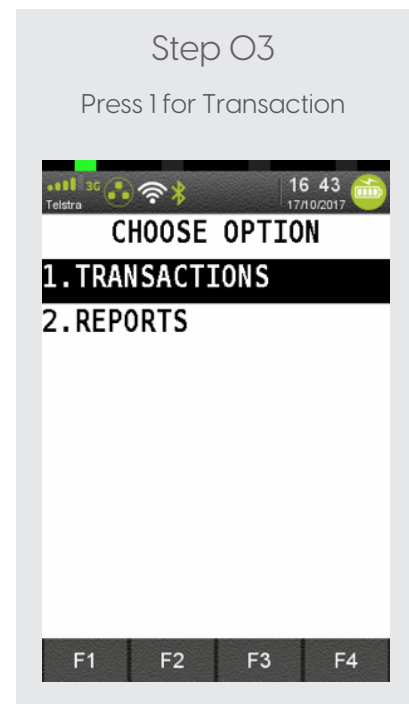 Step 03
Press 1 for Transaction
3G
16 43
Telstra
17/10/2017
CHOOSE OPTION
1.TRANSACTIONS
2.REPORTS
F1 F2 F3 F4